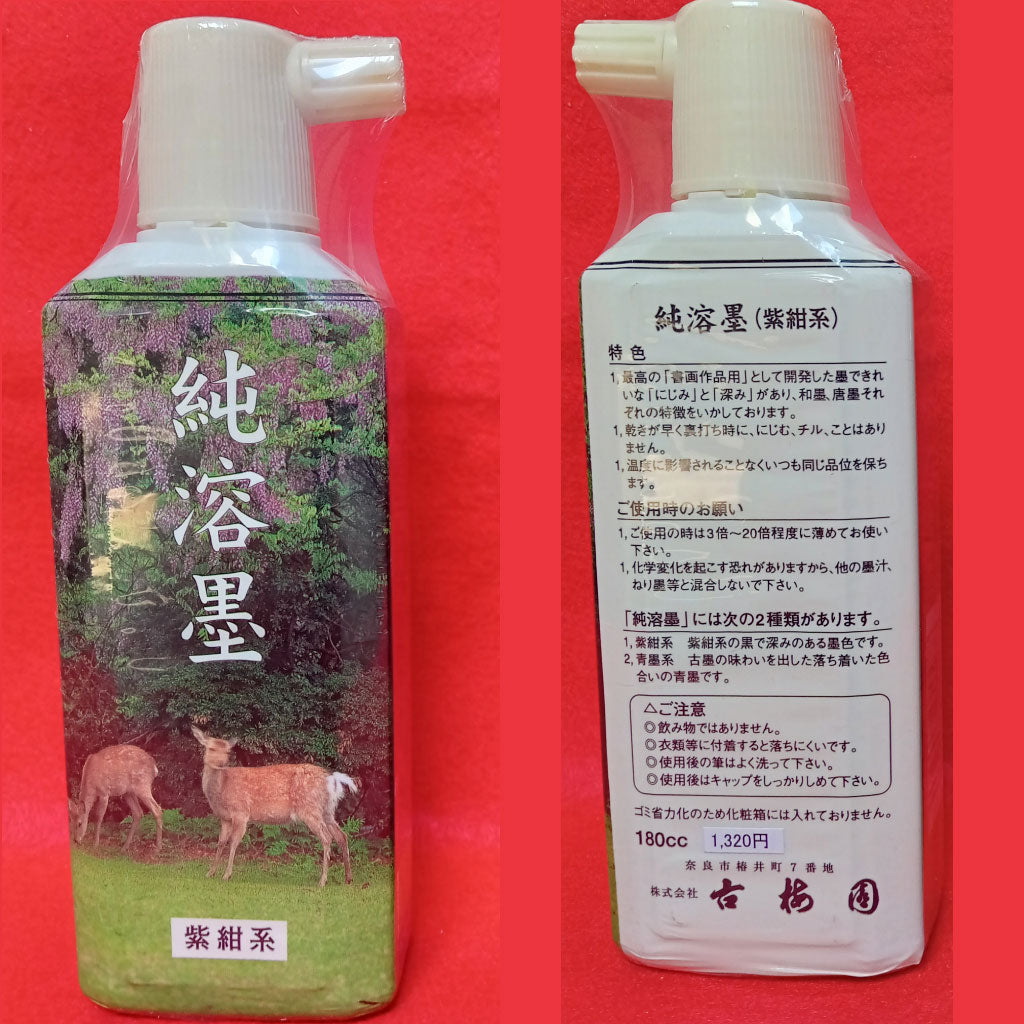 純溶墨
紫紺系
純溶墨(紫紺系)
特色
1,最高の「書画作品用」として開発した墨できれ
いな「にじみ」と「深み」があり、和墨、唐墨それ
ぞれの特徴をいかしております。
1,乾きが早く裏打ち時に、にじむ、チル、ことはあり
ません。
1,温度に影響されることなくいつも同じ品位を保ち
ます。
ご使用時のお願い
1,ご使用の時は3倍〜20倍程度に薄めてお使い
下さい。
1,化学変化を起こす恐れがありますから、他の墨汁、
ねり墨等と混合しないで下さい。
「純溶墨」には次の2種類があります。
1,紫紺系 紫紺系の黒で深みのある墨色です。
2,青墨系 古墨の味わいを出した落ち着いた色
合いの青墨です。
△ご注意
◎飲み物ではありません。
◎衣類等に付着すると落ちにくいです。
◎使用後の筆はよく洗って下さい。
◎使用後はキャップをしっかりしめて下さい。
ゴミ省力化のため化粧箱には入れておりません。
180cc 1,320円
奈良市椿井町7番地
株式会社 古梅園